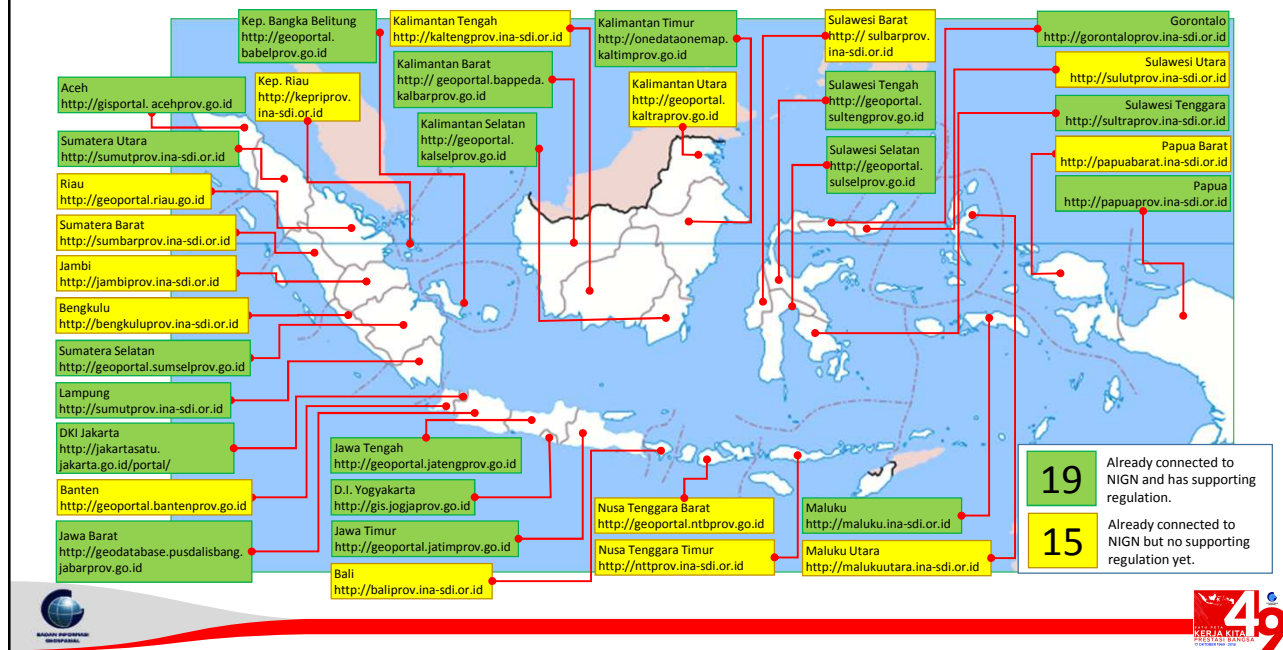 Kep. Bangka Belitung
http://geoportal.
babelprov.go.id
Kalimantan Tengah
http://kaltengprov.ina-sdi.or.id
Kalimantan Timur
http://onedataonemap.
kaltimprov.go.id
Sulawesi Barat
http:// sulbarprov.
ina-sdi.or.id
Gorontalo
http://gorontaloprov.ina-sdi.or.id
Kalimantan Barat
http:// geoportal.bappeda.
kalbarprov.go.id
Sulawesi Utara
http://sulutprov.ina-sdi.or.id
Aceh
http://gisportal. acehprov.go.id
Kep. Riau
http://kepriprov.
ina-sdi.or.id
Kalimantan Utara
http://geoportal.
kaltraprov.go.id
Sulawesi Tengah
http://geoportal.
sultengprov.go.id
Sulawesi Tenggara
http://sultraprov.ina-sdi.or.id
Kalimantan Selatan
http://geoportal.
kalselprov.go.id
Sumatera Utara
http://sumutprov.ina-sdi.or.id
Sulawesi Selatan
http://geoportal.
sulselprov.go.id
Papua Barat
http://papuabarat.ina-sdi.or.id
Riau
http://geoportal.riau.go.id
Papua
http://papuaprov.ina-sdi.or.id
Sumatera Barat
http://sumbarprov.ina-sdi.or.id
Jambi
http://jambiprov.ina-sdi.or.id
Bengkulu
http://bengkuluprov.ina-sdi.or.id
Sumatera Selatan
http://geoportal.sumselprov.go.id
Lampung
http://sumutprov.ina-sdi.or.id
DKI Jakarta
http://jakartasatu.
jakarta.go.id/portal/
Banten
http://geoportal.bantenprov.go.id
Jawa Barat
http://geodatabase.pusdalisbang.
jabarprov.go.id
Jawa Tengah
http://geoportal.jatengprov.go.id
D.I. Yogyakarta
http://gis.jogjaprov.go.id
Jawa Timur
http://geoportal.jatimprov.go.id
Bali
http://baliprov.ina-sdi.or.id
Nusa Tenggara Barat
http://geoportal.ntbprov.go.id
Nusa Tenggara Timur
http://nttprov.ina-sdi.or.id
Maluku
http://maluku.ina-sdi.or.id
Maluku Utara
http://malukuutara.ina-sdi.or.id
19
Already connected to
NIGN and has supporting
regulation.
15
Already connected to
NIGN but no supporting
regulation yet.
BADAN INFORMASI
GEOSPASIAL
49
KERJA KITA
PRESTASI BANGSA